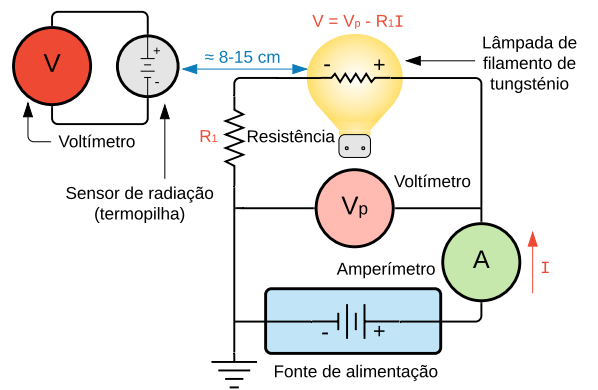 V = Vp - R1I
Lâmpada de
filamento de
tungsténio
≈ 8-15 cm
V
+
-
- +
Voltímetro
R1
Resistência
Sensor de radiação
(termopilha)
Voltímetro
Vp
A
I
Amperímetro
- +
Fonte de alimentação